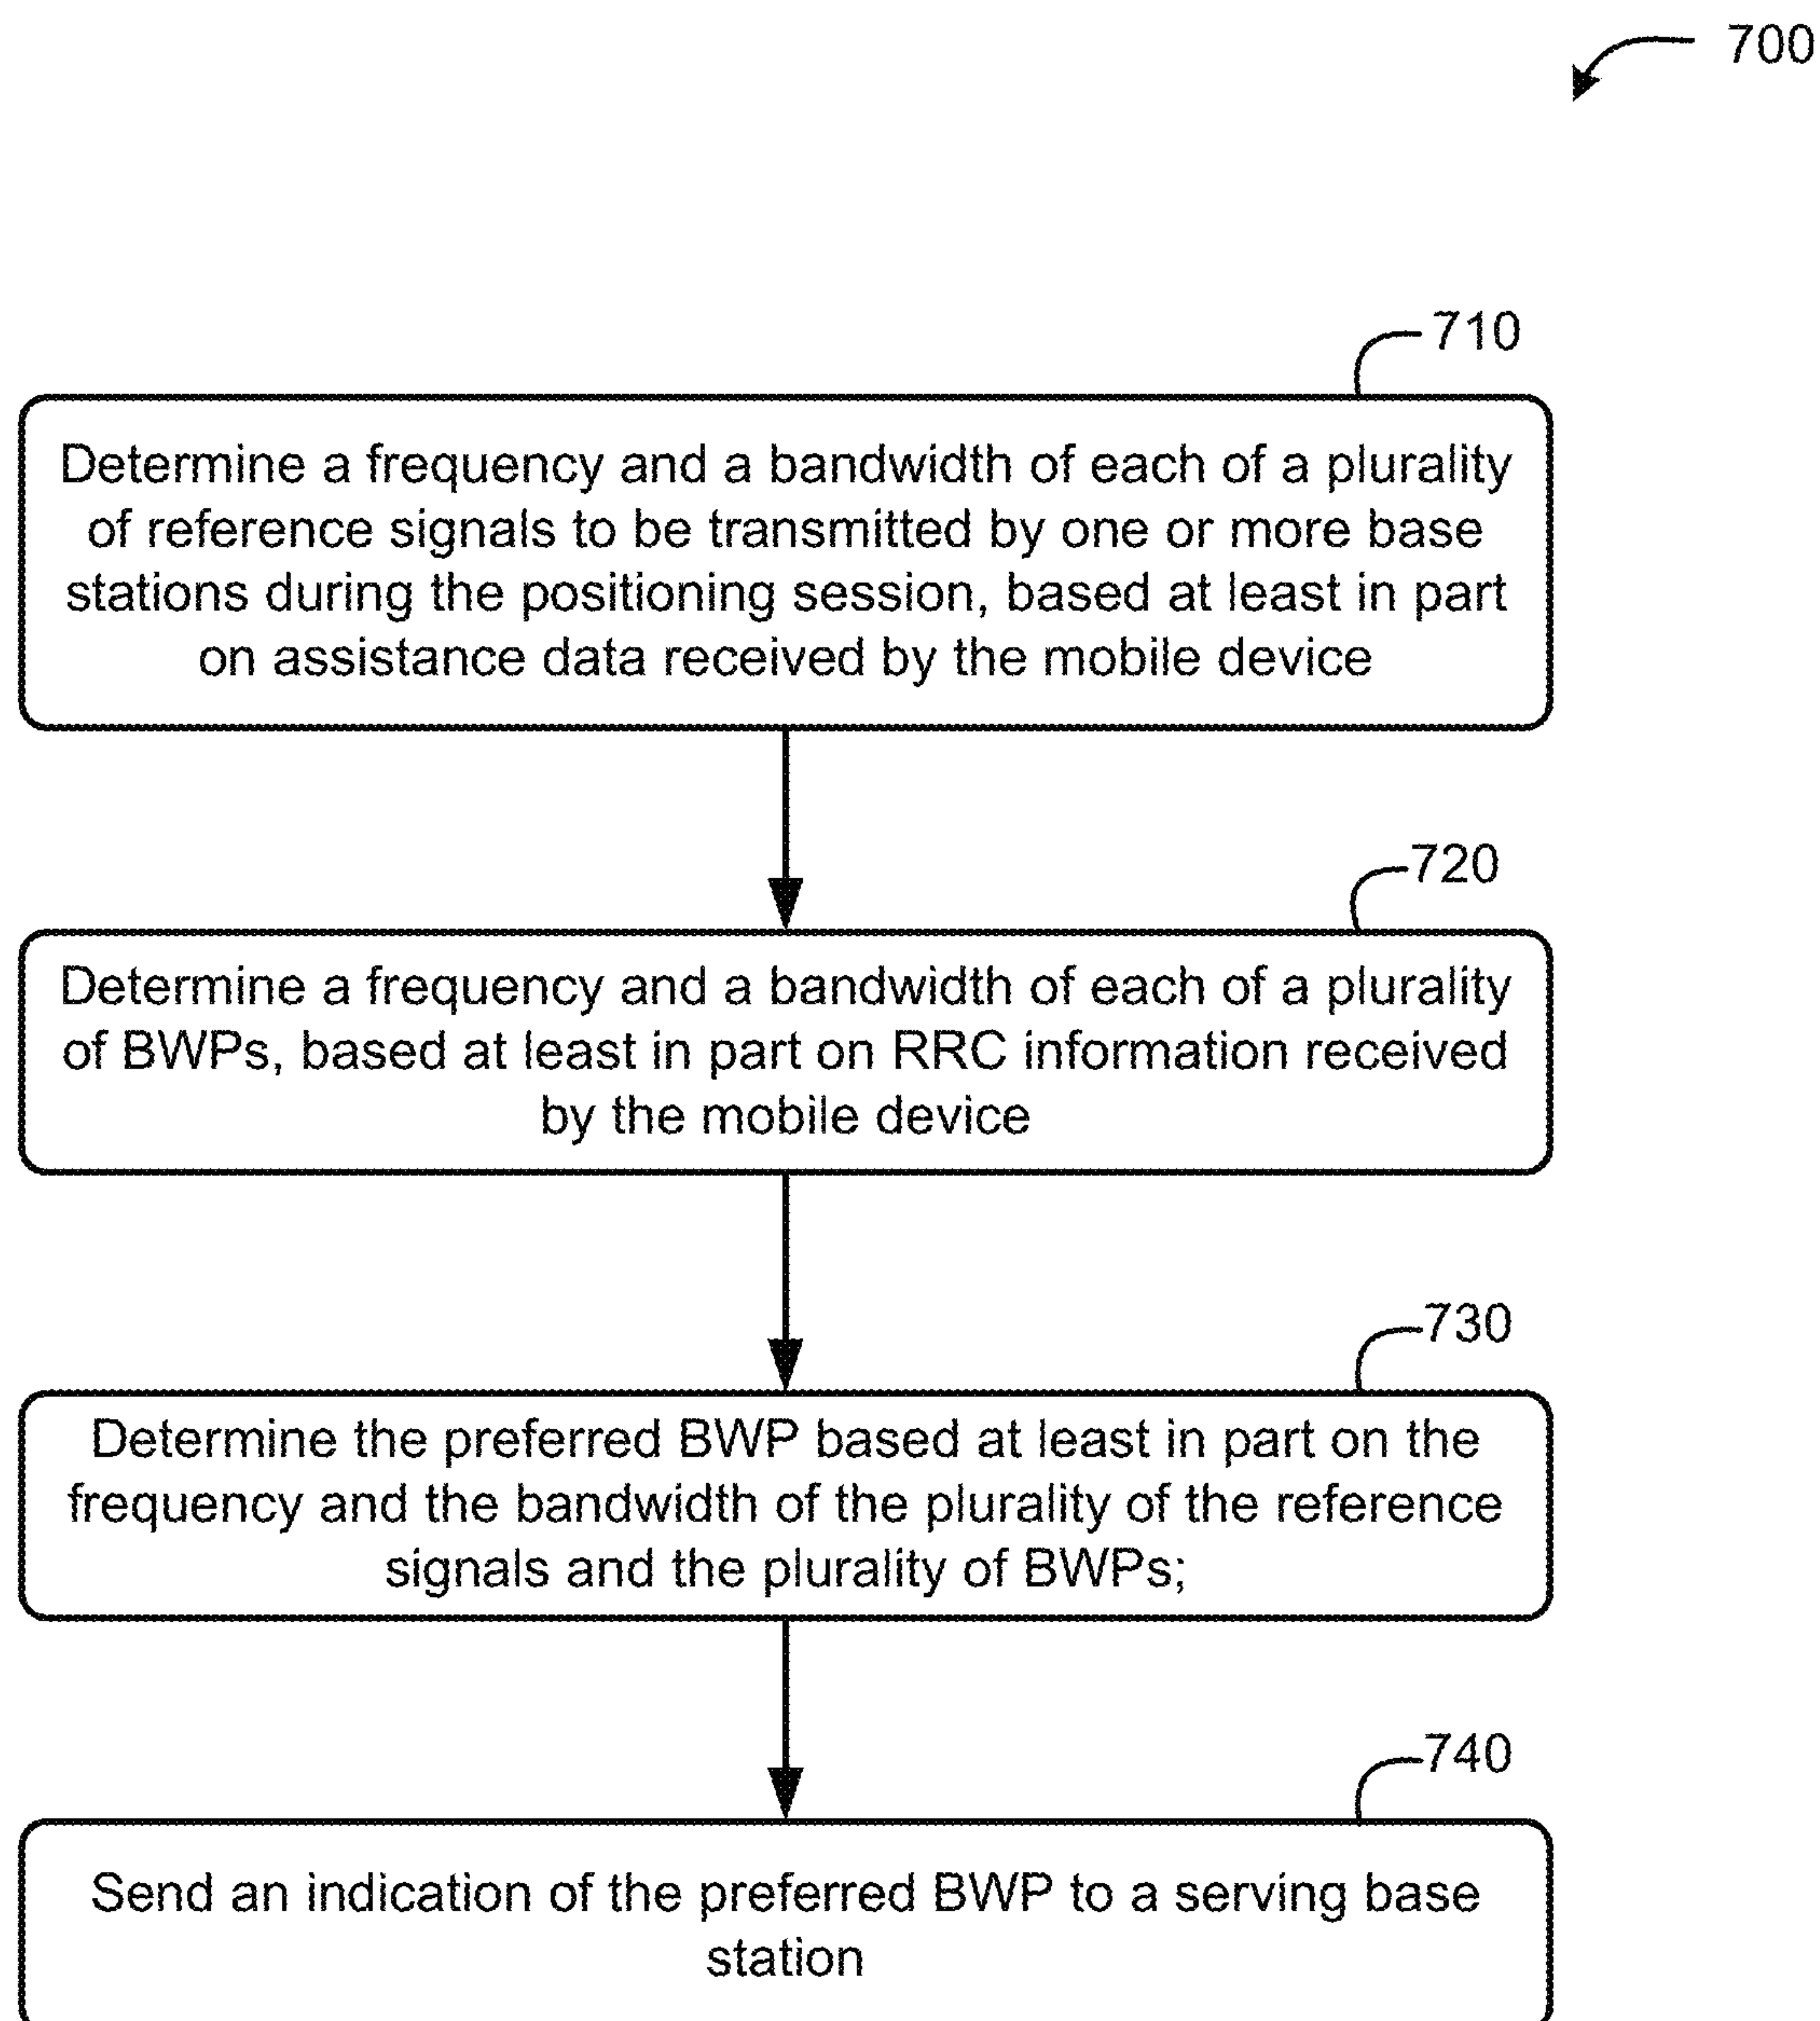 700
710
Determine a frequency and a bandwidth of each of a plurality
of reference signals to be transmitted by one or more base
stations during the positioning session, based at least in part
on assistance data received by the mobile device
720
Determine a frequency and a bandwidth of each of a plurality
of BWPs, based at least in part on RRC information received
by the mobile device
730
Determine the preferred BWP based at least in part on the
frequency and the bandwidth of the plurality of the reference
signals and the plurality of BWPs;
740
Send an indication of the preferred BWP to a serving base
station